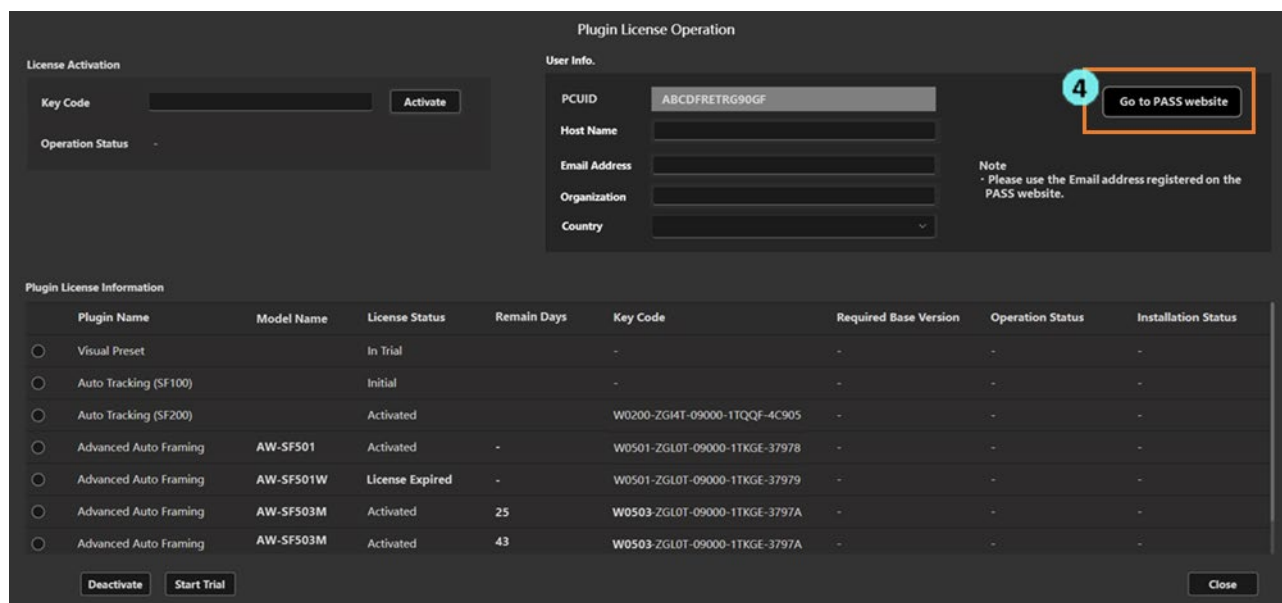 Plugin License Operation
License Activation
Key Code
Activate
Operation Status -
User Info.
PCUID ABCDFRETRG90GF
Host Name
Email Address
Organization
Country
4
Go to PASS website
Note
・Please use the Email address registered on the
PASS website.
Plugin License Information
Plugin Name Model Name License Status Remain Days Key Code Required Base Version Operation Status Installation Status
Visual Preset In Trial - - - -
Auto Tracking (SF100) Initial - - - -
Auto Tracking (SF200) Activated W0200-ZGI4T-09000-1TQQF-4C905 - - -
Advanced Auto Framing AW-SF501 Activated - W0501-ZGL0T-09000-1TKGE-37978 - - -
Advanced Auto Framing AW-SF501W License Expired - W0501-ZGL0T-09000-1TKGE-37979 - - -
Advanced Auto Framing AW-SF503M Activated 25 W0503-ZGL0T-09000-1TKGE-3797A - - -
Advanced Auto Framing AW-SF503M Activated 43 W0503-ZGL0T-09000-1TKGE-3797A - - -
Deactivate Start Trial Close